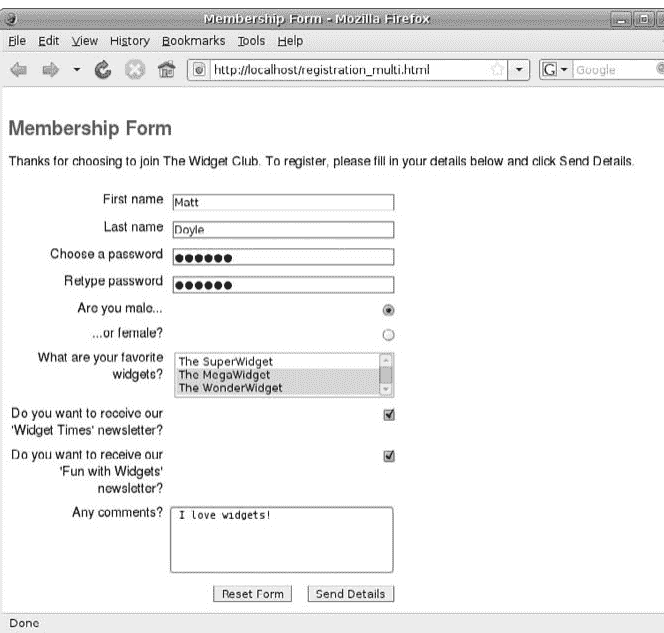 Membership Form - Mozilla Firefox
File Edit View History Bookmarks Tools Help
http://localhost/registration_multi.html
G
Google
Membership Form
Thanks for choosing to join The Widget Club. To register, please fill in your details below and click Send Details.
First name
Matt
Last name
Doyle
Choose a password
●●●●●●
Retype password
●●●●●●
Are you male...
...or female?
What are your favorite
widgets?
The SuperWidget
The MegaWidget
The WonderWidget
Do you want to receive our
'Widget Times' newsletter?
Do you want to receive our
'Fun with Widgets'
newsletter?
Any comments?
I love widgets!
Reset Form
Send Details
Done